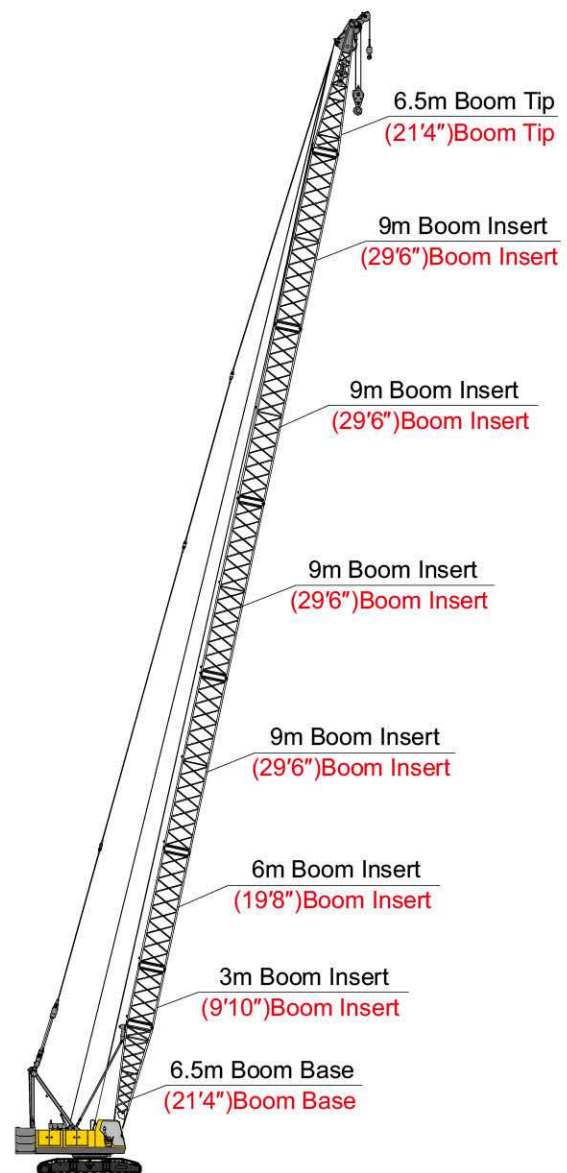 6.5m Boom Tip
(21'4")Boom Tip
9m Boom Insert
(29'6")Boom Insert
9m Boom Insert
(29'6")Boom Insert
9m Boom Insert
(29'6")Boom Insert
9m Boom Insert
(29'6")Boom Insert
6m Boom Insert
(19'8")Boom Insert
3m Boom Insert
(9'10")Boom Insert
6.5m Boom Base
(21'4")Boom Base